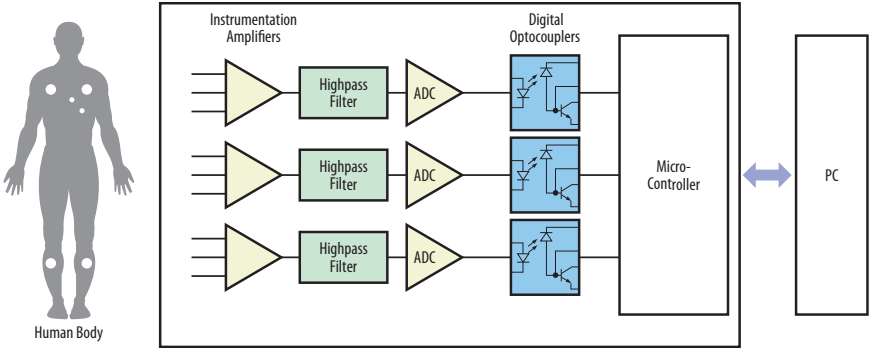 Instrumentation
Amplifiers
Digital
Optocouplers
Highpass
Filter
ADC
Highpass
Filter
ADC
Highpass
Filter
ADC
Micro-
Controller
PC
Human Body